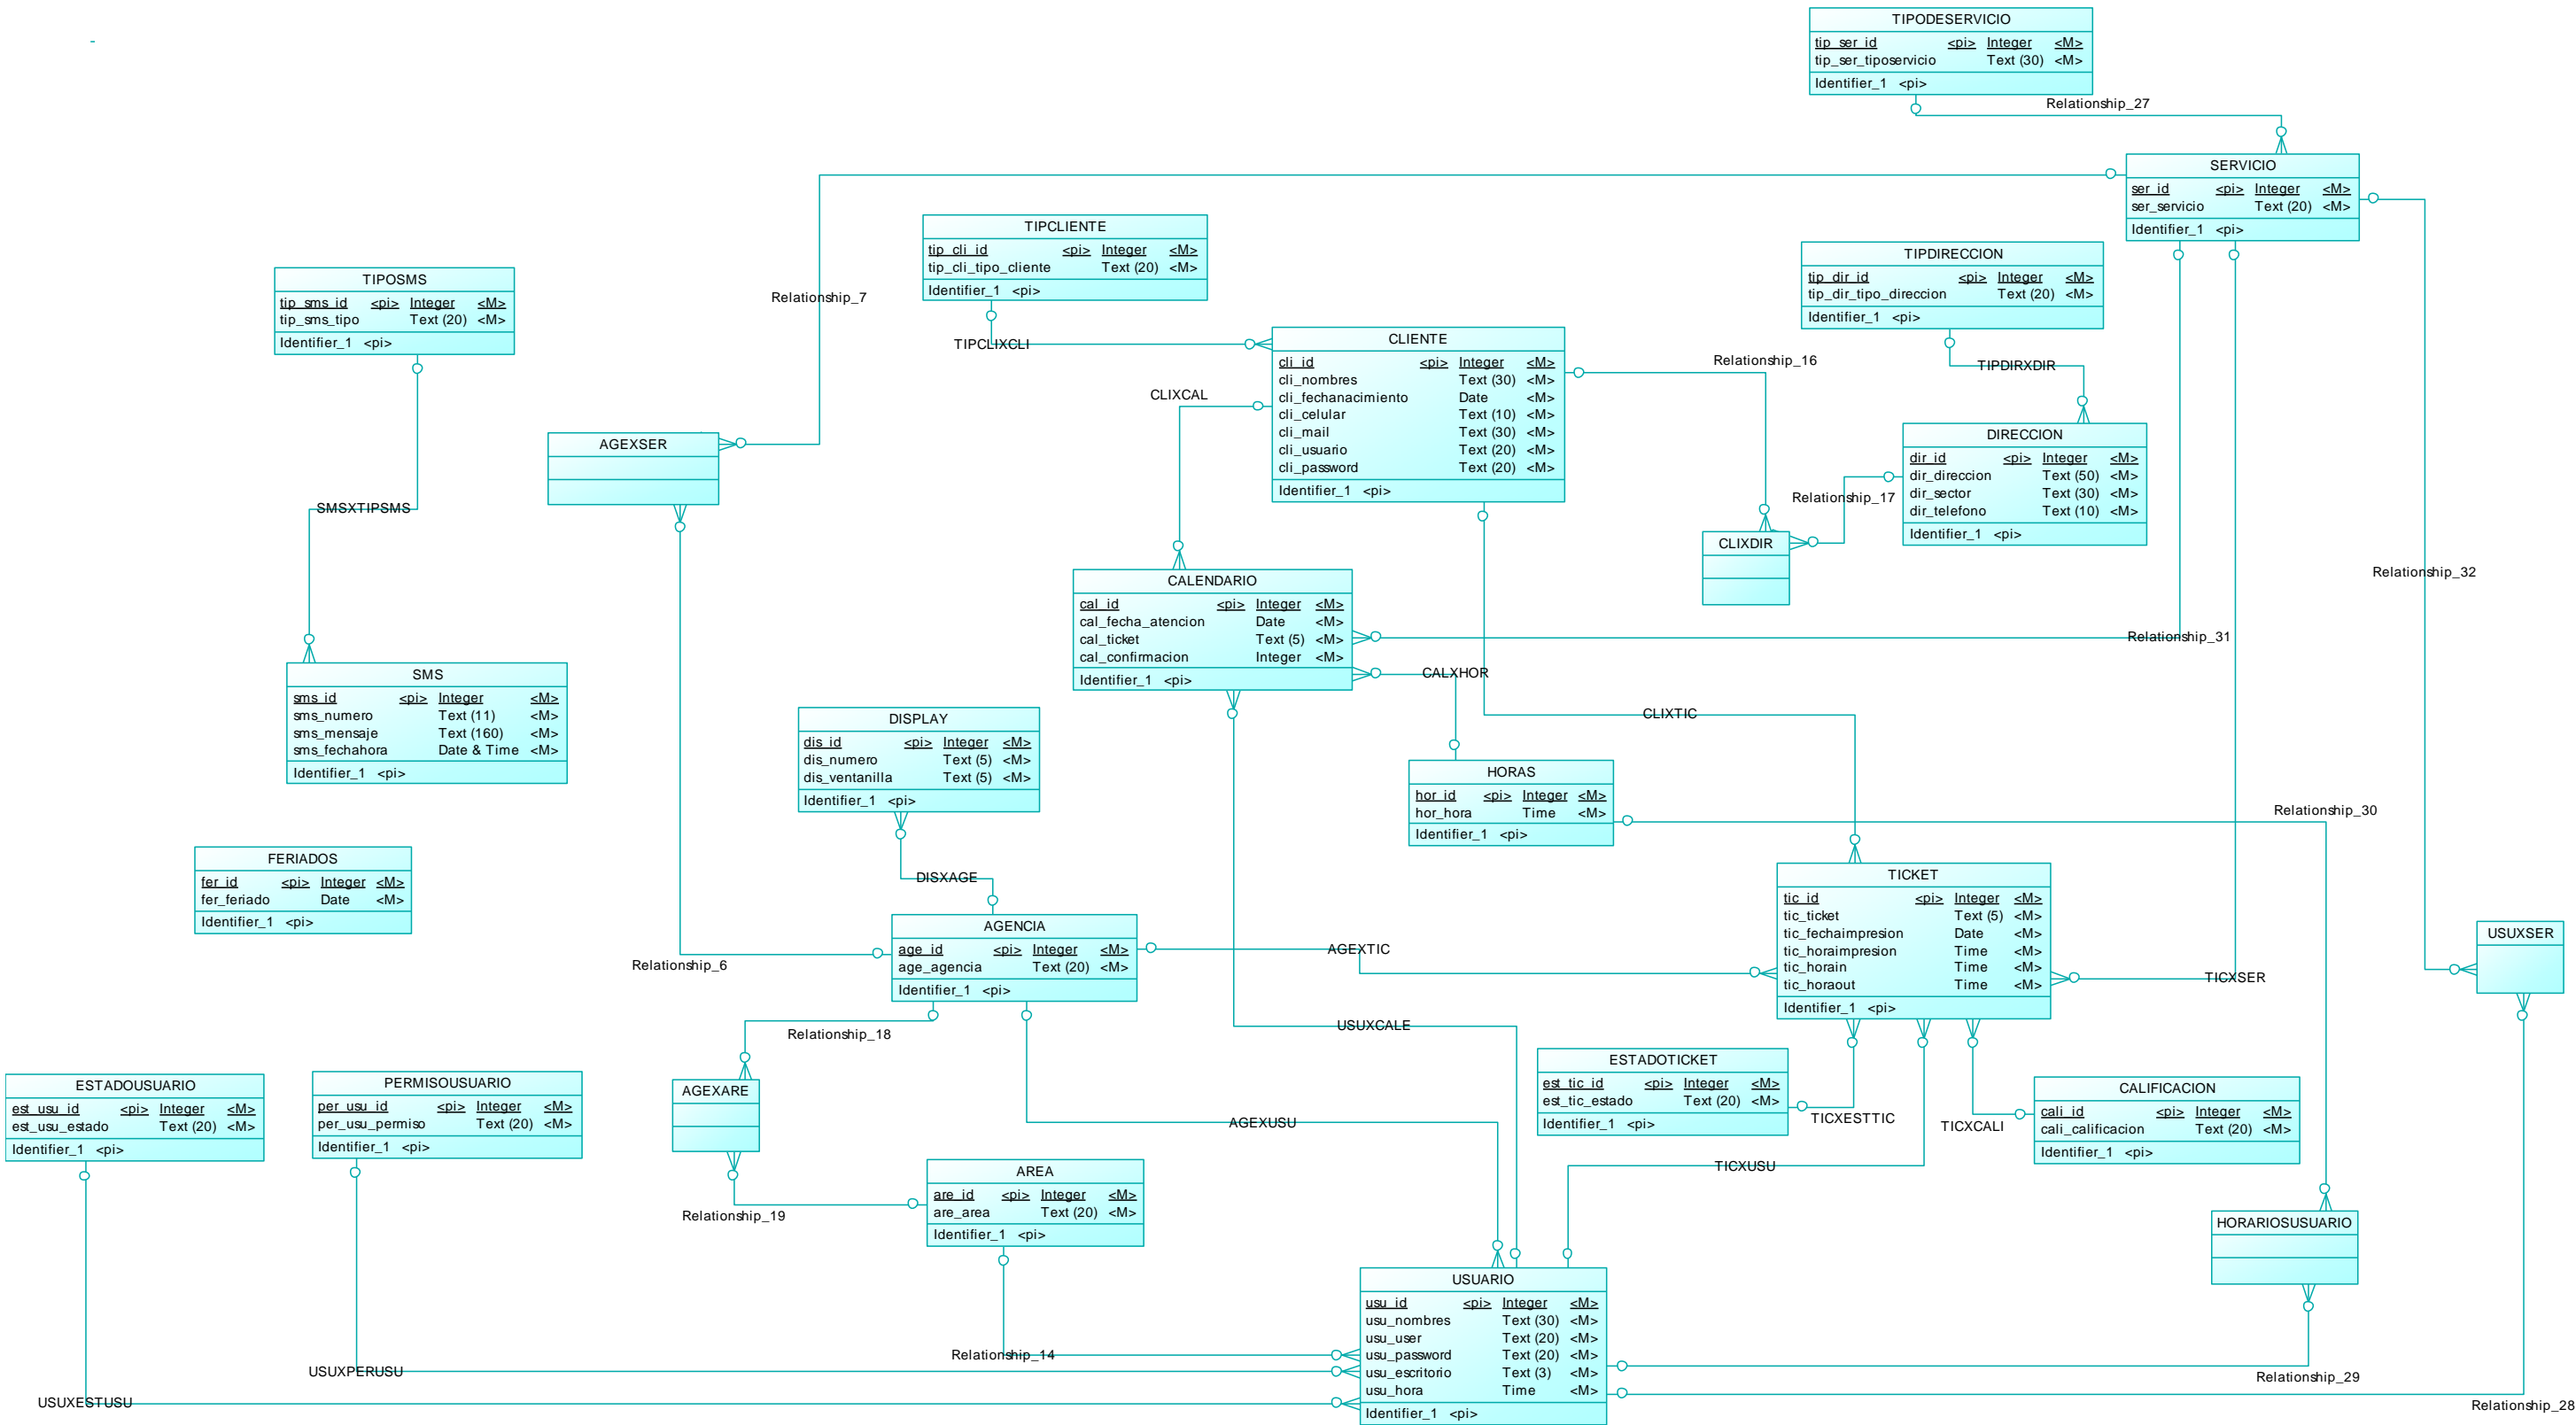 TIPODESERVICIO
tip_ser_id <pi> Integer <M>
tip_ser_tiposervicio Text (30) <M>
Identifier_1 <pi>
Relationship_27
SERVICIO
ser_id <pi> Integer <M>
ser_servicio Text (20) <M>
Identifier_1 <pi>
TIPCLIENTE
tip_cli_id <pi> Integer <M>
tip_cli_tipo_cliente Text (20) <M>
Identifier_1 <pi>
TIPDIRECCION
tip_dir_id <pi> Integer <M>
tip_dir_tipo_direccion Text (20) <M>
Identifier_1 <pi>
TIPOSMS
tip_sms_id <pi> Integer <M>
tip_sms_tipo Text (20) <M>
Identifier_1 <pi>
Relationship_7
TIPCLIXCLI
CLIENTE
cli_id <pi> Integer <M>
cli_nombres Text (30) <M>
cli_fechanacimiento Date <M>
cli_celular Text (10) <M>
cli_mail Text (30) <M>
cli_usuario Text (20) <M>
cli_password Text (20) <M>
Identifier_1 <pi>
Relationship_16
TIPDIRXDIR
CLIXCAL
AGEXSER
DIRECCION
dir_id <pi> Integer <M>
dir_direccion Text (50) <M>
dir_sector Text (30) <M>
dir_telefono Text (10) <M>
Identifier_1 <pi>
Relationship_17
SMSXTIPSMS
CLIXDIR
Relationship_32
CALENDARIO
cal_id <pi> Integer <M>
cal_fecha_atencion Date <M>
cal_ticket Text (5) <M>
cal_confirmacion Integer <M>
Identifier_1 <pi>
Relationship_31
CALXHOR
SMS
sms_id <pi> Integer <M>
sms_numero Text (11) <M>
sms_mensaje Text (160) <M>
sms_fechahora Date & Time <M>
Identifier_1 <pi>
CLIXTIC
DISPLAY
dis_id <pi> Integer <M>
dis_numero Text (5) <M>
dis_ventanilla Text (5) <M>
Identifier_1 <pi>
HORAS
hor_id <pi> Integer <M>
hor_hora Time <M>
Identifier_1 <pi>
Relationship_30
FERIADOS
fer_id <pi> Integer <M>
fer_feriado Date <M>
Identifier_1 <pi>
DISXAGE
TICKET
tic_id <pi> Integer <M>
tic_ticket Text (5) <M>
tic_fechaimpresion Date <M>
tic_horaimpresion Time <M>
tic_horain Time <M>
tic_horaout Time <M>
Identifier_1 <pi>
AGENCIA
age_id <pi> Integer <M>
age_agencia Text (20) <M>
Identifier_1 <pi>
Relationship_6
AGEXTIC
TICXSER
USUXSER
USUXCALE
Relationship_18
ESTADOTICKET
est_tic_id <pi> Integer <M>
est_tic_estado Text (20) <M>
Identifier_1 <pi>
TICXESTTIC
TICXCALI
CALIFICACION
cali_id <pi> Integer <M>
cali_calificacion Text (20) <M>
Identifier_1 <pi>
ESTADOUSUARIO
est_usu_id <pi> Integer <M>
est_usu_estado Text (20) <M>
Identifier_1 <pi>
PERMISOUSUARIO
per_usu_id <pi> Integer <M>
per_usu_permiso Text (20) <M>
Identifier_1 <pi>
AGEXARE
AGEXUSU
TICXUSU
AREA
are_id <pi> Integer <M>
are_area Text (20) <M>
Identifier_1 <pi>
Relationship_19
HORARIOSUSUARIO
USUARIO
usu_id <pi> Integer <M>
usu_nombres Text (30) <M>
usu_user Text (20) <M>
usu_password Text (20) <M>
usu_escritorio Text (3) <M>
usu_hora Time <M>
Identifier_1 <pi>
Relationship_14
USUXPERUSU
USUXESTUSU
Relationship_29
Relationship_28